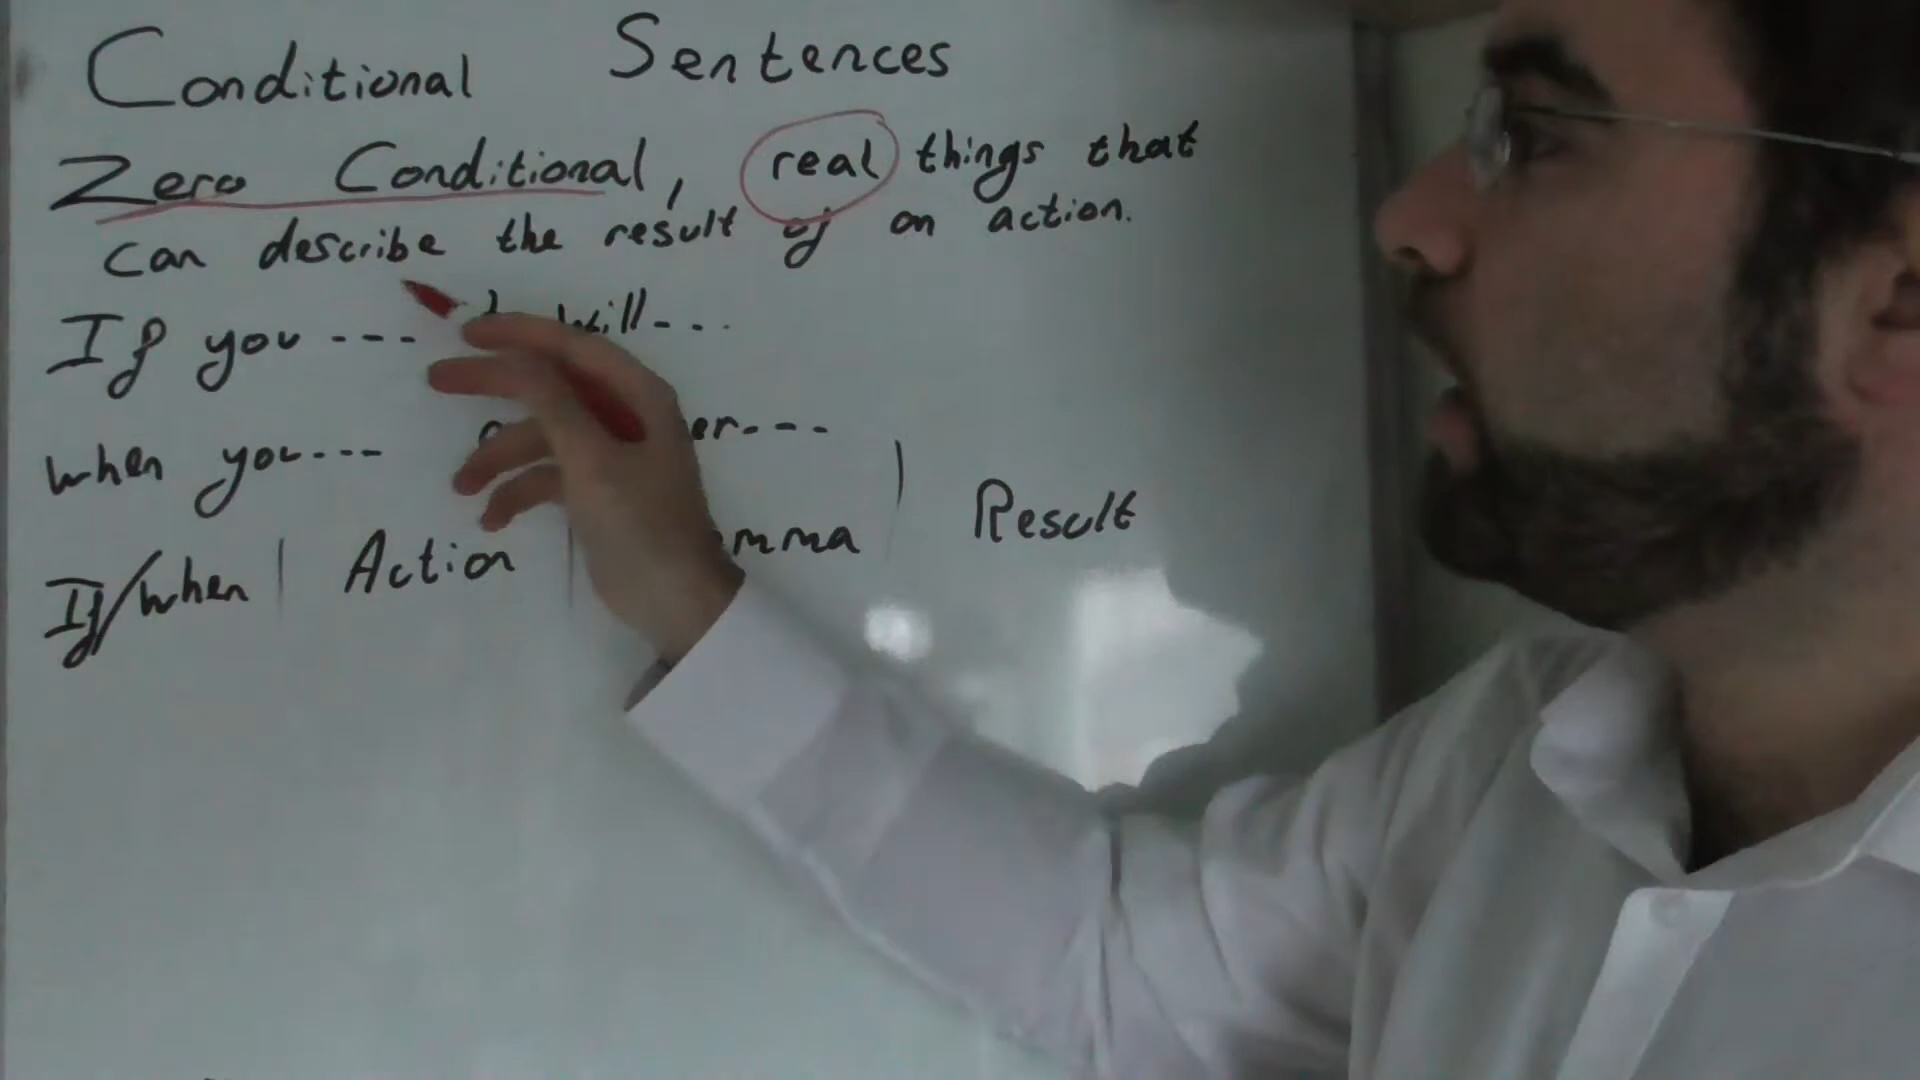 Conditional Sentences
Zero Conditional, real things that
can describe the result of an action.
If you --- will---
when you---
If/when | Action | | Result